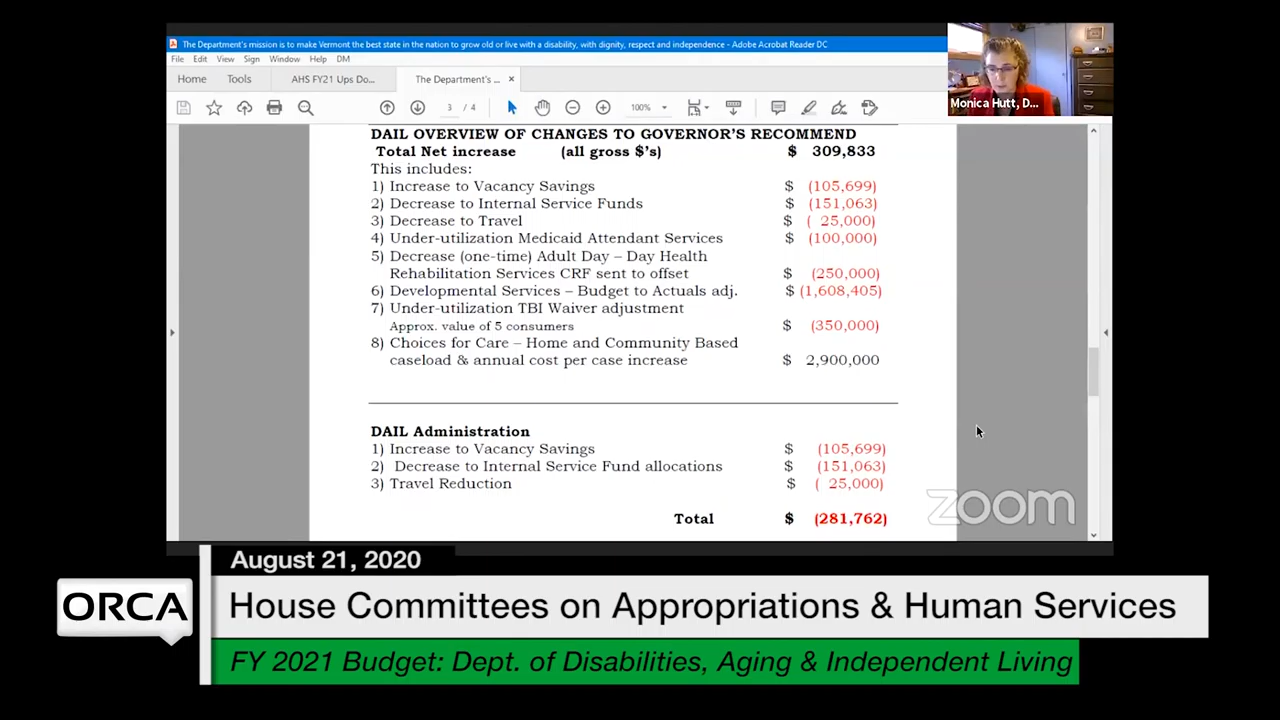 The Department's mission is to make Vermont the best state in the nation to grow old or live with a disability, with dignity, respect and independence - Adobe Acrobat Reader DC
File Edit View Sign Window Help DM
Home Tools AHS FY21 Ups Do... The Department's ... ×
3 / 4 100%
Monica Hutt, D...
DAIL OVERVIEW OF CHANGES TO GOVERNOR'S RECOMMEND
Total Net increase (all gross $'s) $ 309,833
This includes:
1) Increase to Vacancy Savings $ (105,699)
2) Decrease to Internal Service Funds $ (151,063)
3) Decrease to Travel $ ( 25,000)
4) Under-utilization Medicaid Attendant Services $ (100,000)
5) Decrease (one-time) Adult Day – Day Health
Rehabilitation Services CRF sent to offset $ (250,000)
6) Developmental Services – Budget to Actuals adj. $ (1,608,405)
7) Under-utilization TBI Waiver adjustment
Approx. value of 5 consumers $ (350,000)
8) Choices for Care – Home and Community Based
caseload & annual cost per case increase $ 2,900,000
DAIL Administration
1) Increase to Vacancy Savings $ (105,699)
2) Decrease to Internal Service Fund allocations $ (151,063)
3) Travel Reduction $ ( 25,000)
Total $ (281,762)
zoom
August 21, 2020
ORCA
House Committees on Appropriations & Human Services
FY 2021 Budget: Dept. of Disabilities, Aging & Independent Living